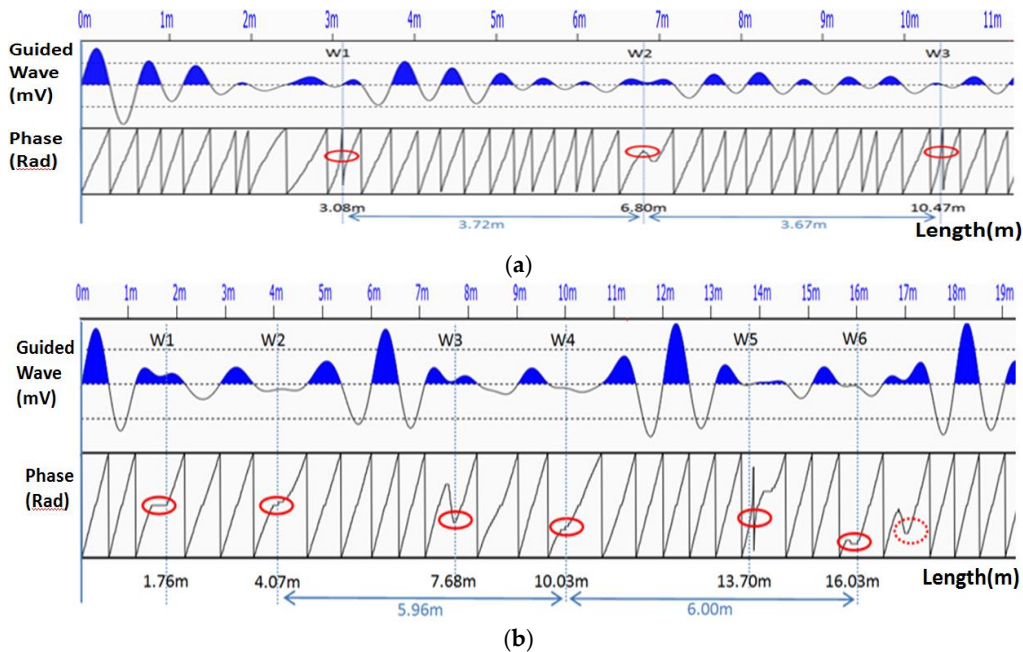 0m 1m 2m 3m 4m 5m 6m 7m 8m 9m 10m 11m
Guided
Wave
(mV)
W1 W2 W3
Phase
(Rad)
3.08m 6.80m 10.47m
3.72m 3.67m
Length(m)
(a)
0m 1m 2m 3m 4m 5m 6m 7m 8m 9m 10m 11m 12m 13m 14m 15m 16m 17m 18m 19m
Guided
Wave
(mV)
W1 W2 W3 W4 W5 W6
Phase
(Rad)
1.76m 4.07m 7.68m 10.03m 13.70m 16.03m Length(m)
5.96m 6.00m
(b)